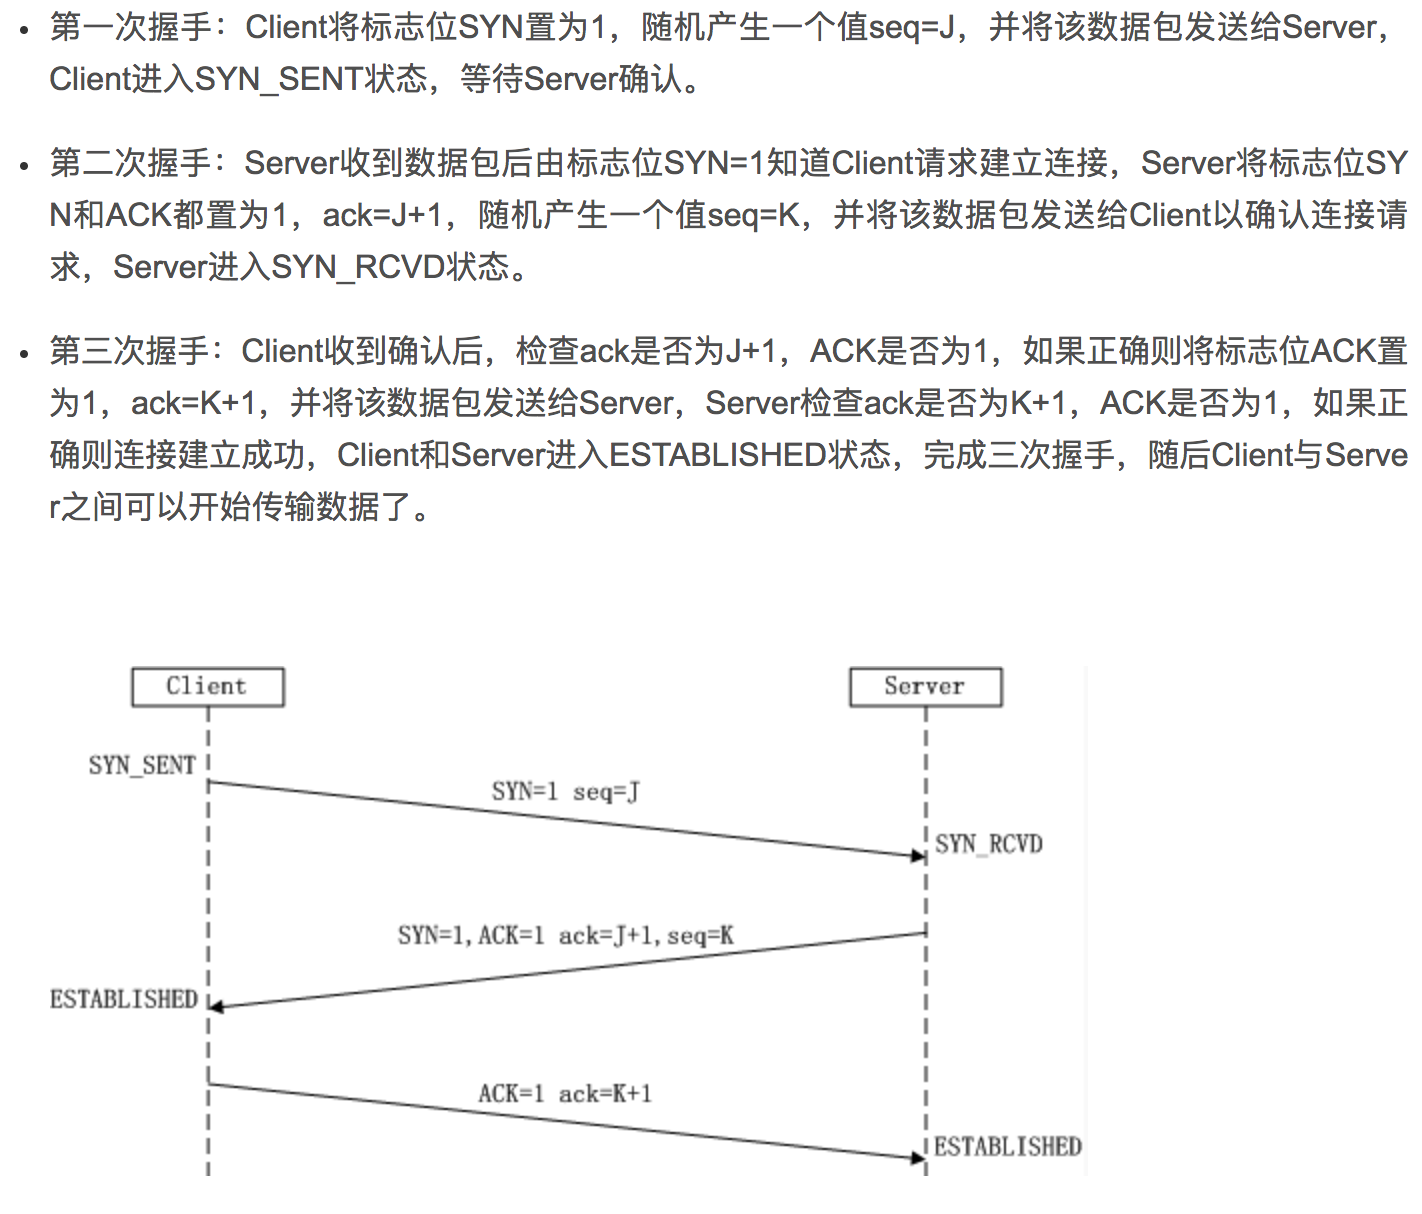 第一次握手：Client将标志位SYN置为1，随机产生一个值seq=J，并将该数据包发送给Server，
Client进入SYN_SENT状态，等待Server确认。
第二次握手：Server收到数据包后由标志位SYN=1知道Client请求建立连接，Server将标志位SY
N和ACK都置为1，ack=J+1，随机产生一个值seq=K，并将该数据包发送给Client以确认连接请
求，Server进入SYN_RCVD状态。
第三次握手：Client收到确认后，检查ack是否为J+1，ACK是否为1，如果正确则将标志位ACK置
为1，ack=K+1，并将该数据包发送给Server，Server检查ack是否为K+1，ACK是否为1，如果正
确则连接建立成功，Client和Server进入ESTABLISHED状态，完成三次握手，随后Client与Serve
r之间可以开始传输数据了。
Client
Server
SYN_SENT
SYN=1 seq=J
SYN_RCVD
SYN=1,ACK=1 ack=J+1,seq=K
ESTABLISHED
ACK=1 ack=K+1
ESTABLISHED